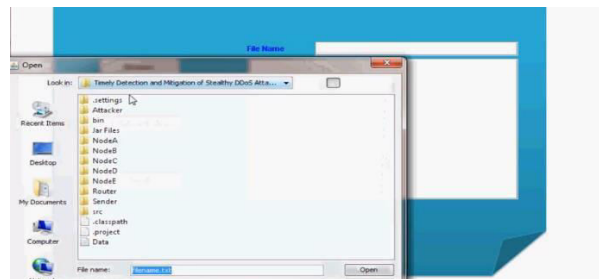 File Name
Open
Look in:
Timely Detection and Mitigation of Stealthy DDoS Atta...
.settings
Attacker
bin
Jar Files
NodeA
NodeB
NodeC
NodeD
NodeE
Router
Sender
src
.classpath
.project
Data
Recent Items
Desktop
My Documents
Computer
File name:
filename.txt
Open